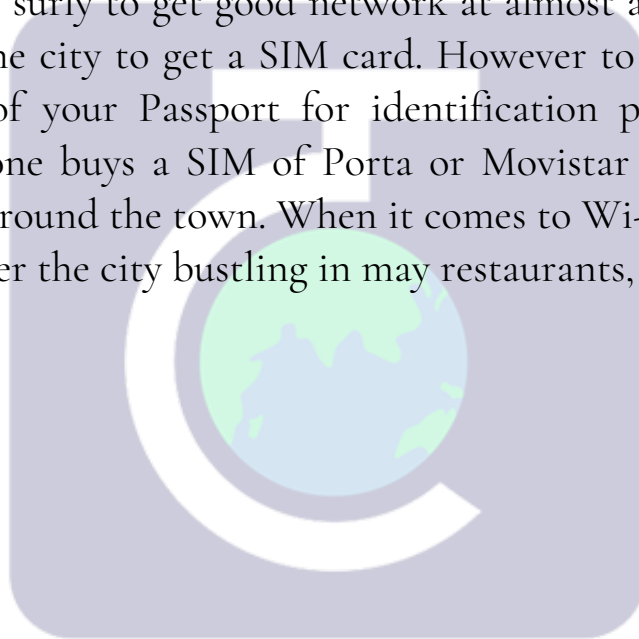 surly to get good network at almost a
he city to get a SIM card. However to
of your Passport for identification p
one buys a SIM of Porta or Movistar
round the town. When it comes to Wi-
er the city bustling in may restaurants,